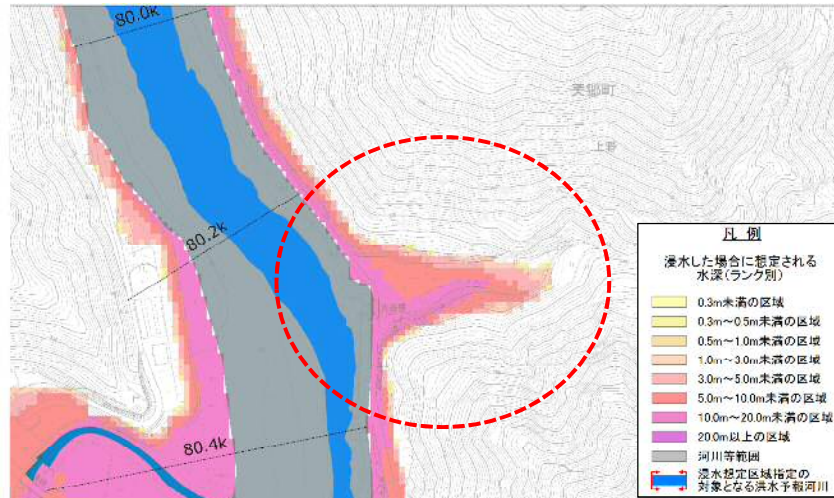 80.0k
美郷町
上野
80.2k
80.4k
凡 例
浸水した場合に想定される
水深(ランク別)
0.3m未満の区域
0.3m～0.5m未満の区域
0.5m～1.0m未満の区域
1.0m～3.0m未満の区域
3.0m～5.0m未満の区域
5.0m～10.0m未満の区域
10.0m～20.0m未満の区域
20.0m以上の区域
河川等範囲
浸水想定区域指定の
対象となる洪水予報河川